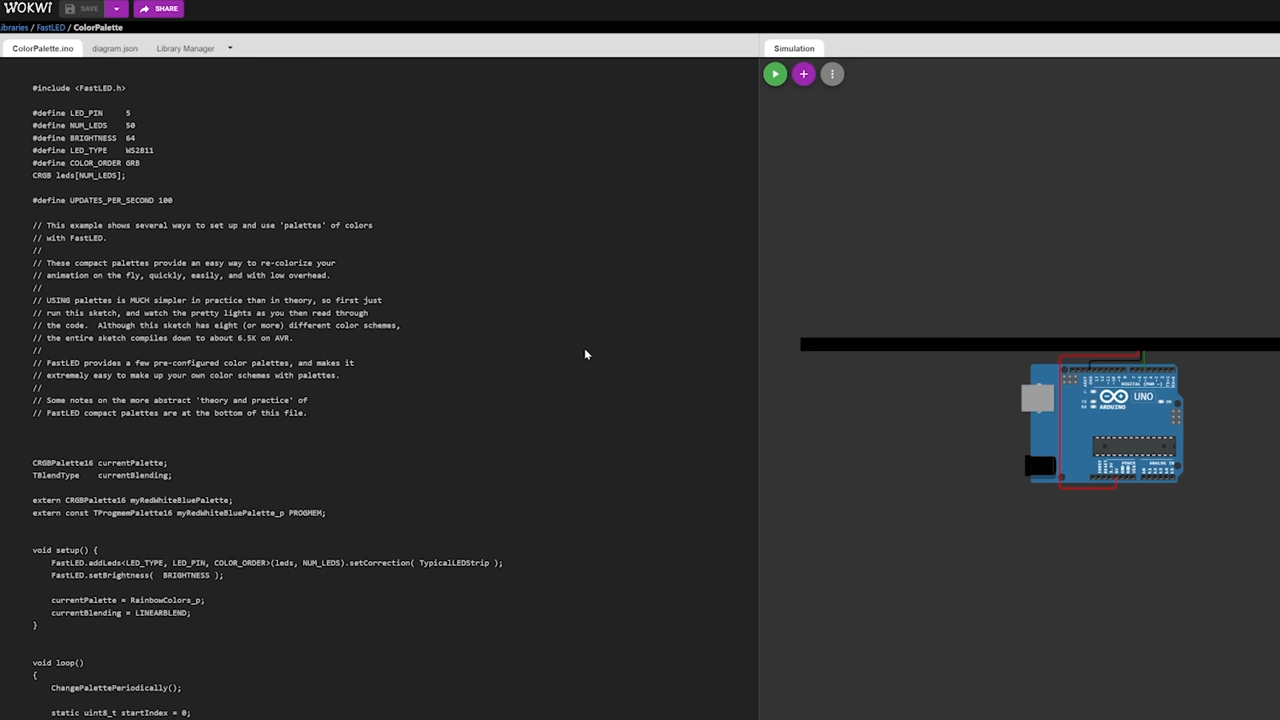 WOKWI SAVE SHARE
Libraries / FastLED / ColorPalette
ColorPalette.ino diagram.json Library Manager
Simulation
#include <FastLED.h>
#define LED_PIN     5
#define NUM_LEDS    50
#define BRIGHTNESS  64
#define LED_TYPE    WS2811
#define COLOR_ORDER GRB
CRGB leds[NUM_LEDS];
#define UPDATES_PER_SECOND 100
// This example shows several ways to set up and use 'palettes' of colors
// with FastLED.
//
// These compact palettes provide an easy way to re-colorize your
// animation on the fly, quickly, easily, and with low overhead.
//
// USING palettes is MUCH simpler in practice than in theory, so first just
// run this sketch, and watch the pretty lights as you then read through
// the code.  Although this sketch has eight (or more) different color schemes,
// the entire sketch compiles down to about 6.5K on AVR.
//
// FastLED provides a few pre-configured color palettes, and makes it
// extremely easy to make up your own color schemes with palettes.
//
// Some notes on the more abstract 'theory and practice' of
// FastLED compact palettes are at the bottom of this file.
CRGBPalette16 currentPalette;
TBlendType    currentBlending;
extern CRGBPalette16 myRedWhiteBluePalette;
extern const TProgmemPalette16 myRedWhiteBluePalette_p PROGMEM;
void setup() {
    FastLED.addLeds<LED_TYPE, LED_PIN, COLOR_ORDER>(leds, NUM_LEDS).setCorrection( TypicalLEDStrip );
    FastLED.setBrightness(  BRIGHTNESS );
    currentPalette = RainbowColors_p;
    currentBlending = LINEARBLEND;
}
void loop()
{
    ChangePalettePeriodically();
    static uint8_t startIndex = 0;
DIGITAL (PWM ~)
UNO
ARDUINO
POWER
ANALOG IN